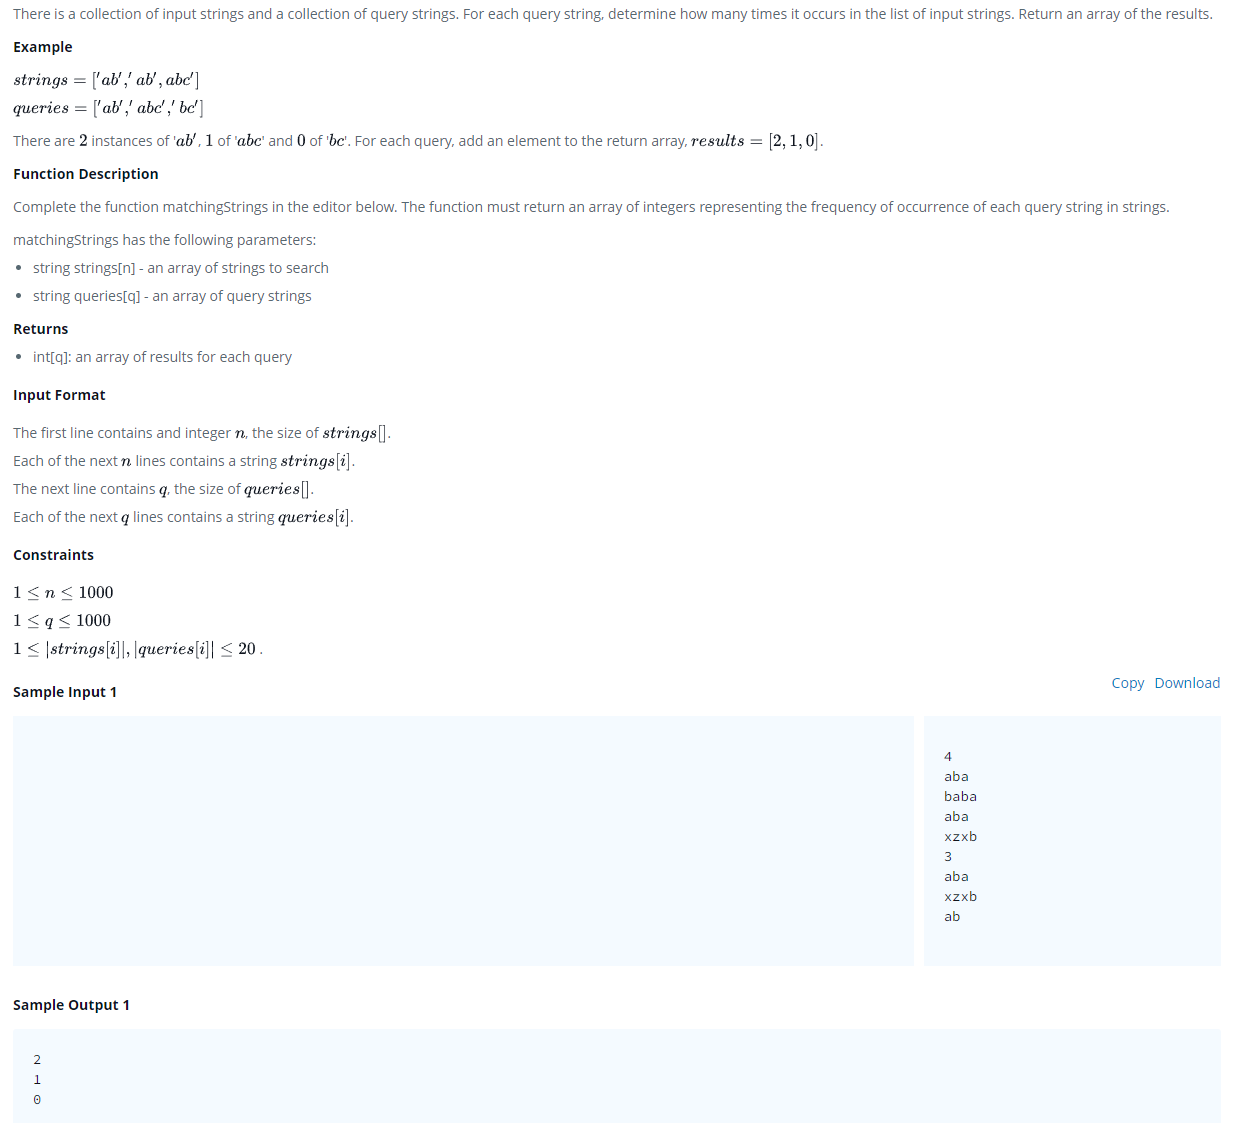 There is a collection of input strings and a collection of query strings. For each query string, determine how many times it occurs in the list of input strings. Return an array of the results.
Example
strings = ['ab',' ab', abc']
queries = ['ab',' abc',' bc']
There are 2 instances of 'ab', 1 of 'abc' and 0 of 'bc'. For each query, add an element to the return array, results = [2, 1, 0].
Function Description
Complete the function matchingStrings in the editor below. The function must return an array of integers representing the frequency of occurrence of each query string in strings.
matchingStrings has the following parameters:
• string strings[n] - an array of strings to search
• string queries[q] - an array of query strings
Returns
• int[q]: an array of results for each query
Input Format
The first line contains and integer n, the size of strings[].
Each of the next n lines contains a string strings[i].
The next line contains q, the size of queries[].
Each of the next q lines contains a string queries[i].
Constraints
1 ≤ n ≤ 1000
1 ≤ q ≤ 1000
1 ≤ |strings[i]|, |queries[i]| ≤ 20 .
Sample Input 1
Copy Download
4
aba
baba
aba
xzxb
3
aba
xzxb
ab
Sample Output 1
2
1
0